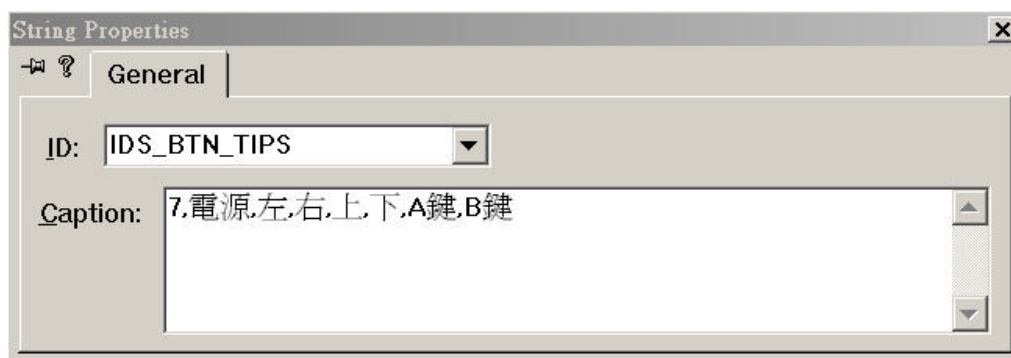 String Properties
General
ID: IDS_BTN_TIPS
Caption: 7,電源,左,右,上,下,A鍵,B鍵